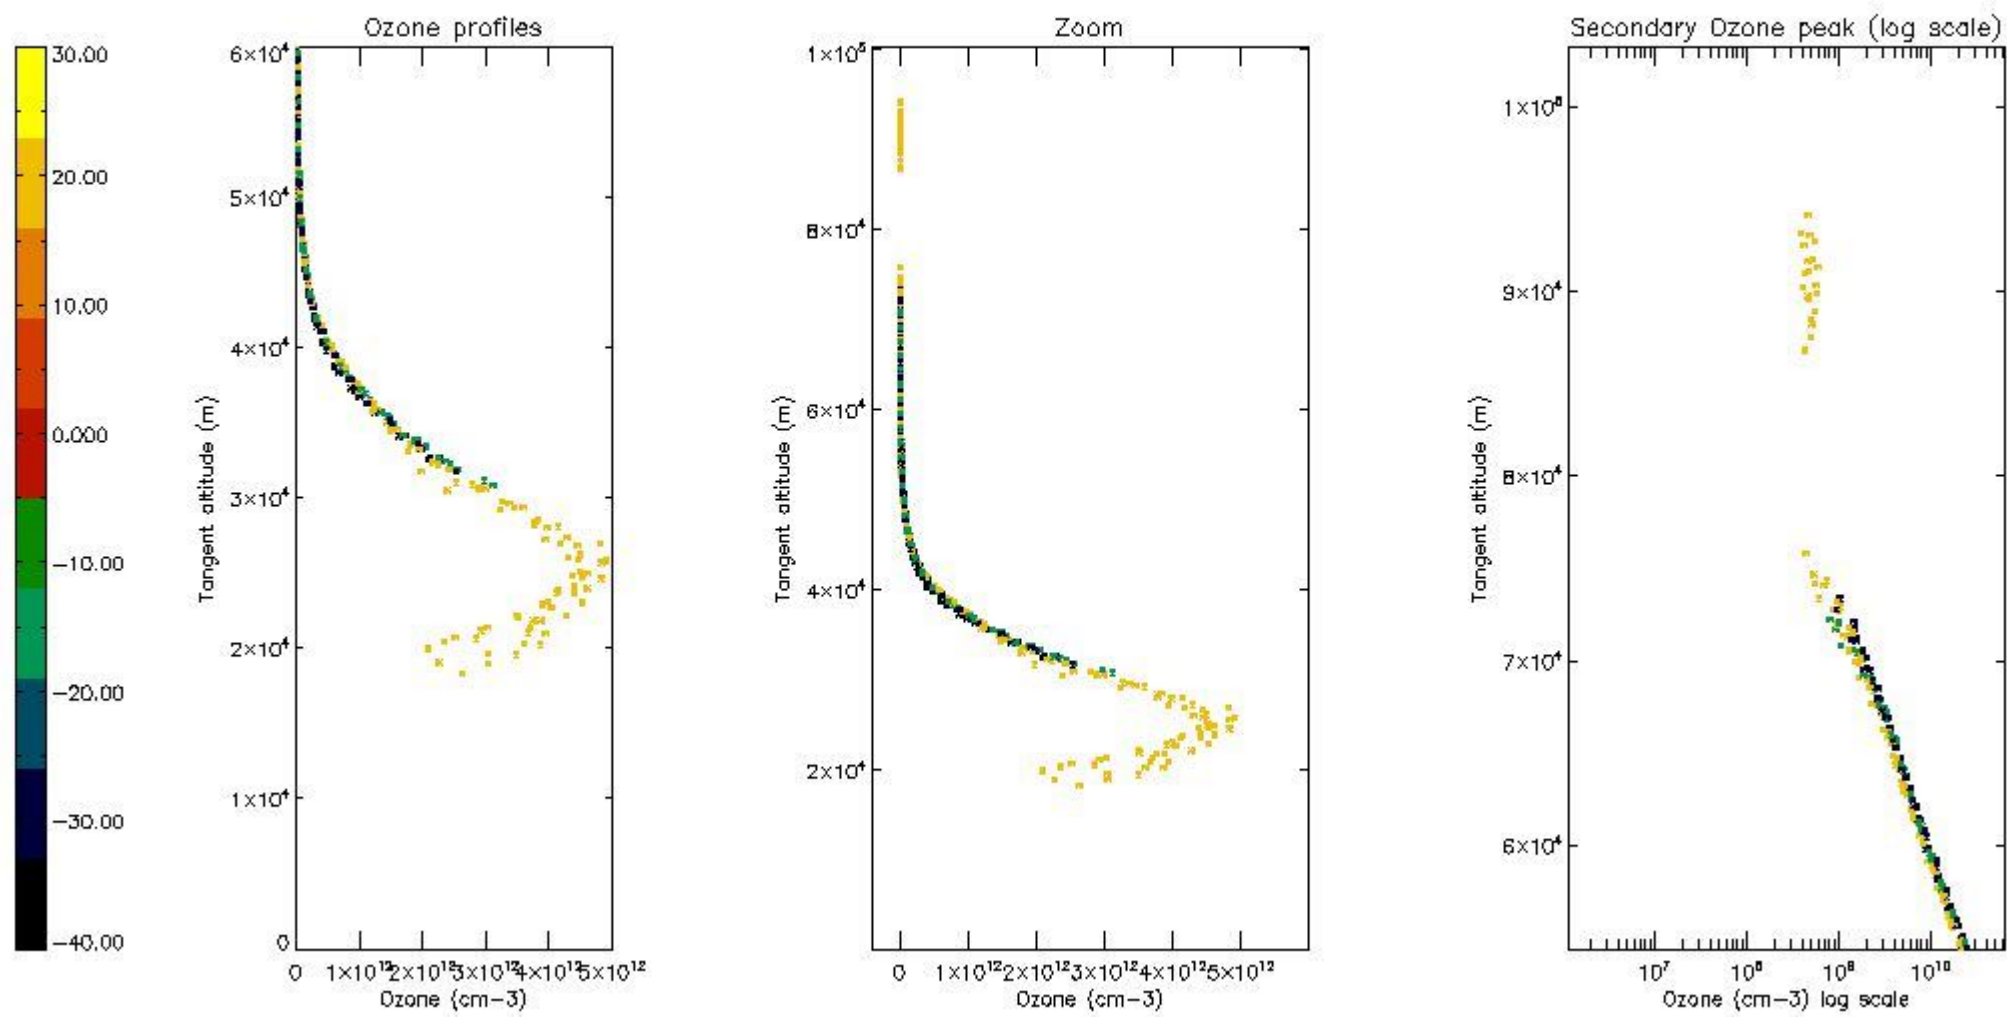 Ozone profiles
Zoom
Secondary Ozone peak (log scale)
30.00
20.00
10.00
0.000
−10.00
−20.00
−30.00
−40.00
6×10⁴
5×10⁴
4×10⁴
3×10⁴
2×10⁴
1×10⁴
0
Tangent altitude (m)
0 1×10¹² 2×10¹² 3×10¹² 4×10¹² 5×10¹²
Ozone (cm−3)
1×10⁵
8×10⁴
6×10⁴
4×10⁴
2×10⁴
Tangent altitude (m)
0 1×10¹² 2×10¹² 3×10¹² 4×10¹² 5×10¹²
Ozone (cm−3)
9×10⁴
8×10⁴
7×10⁴
6×10⁴
Tangent altitude (m)
10⁷ 10⁸ 10⁹ 10¹⁰
Ozone (cm−3) log scale